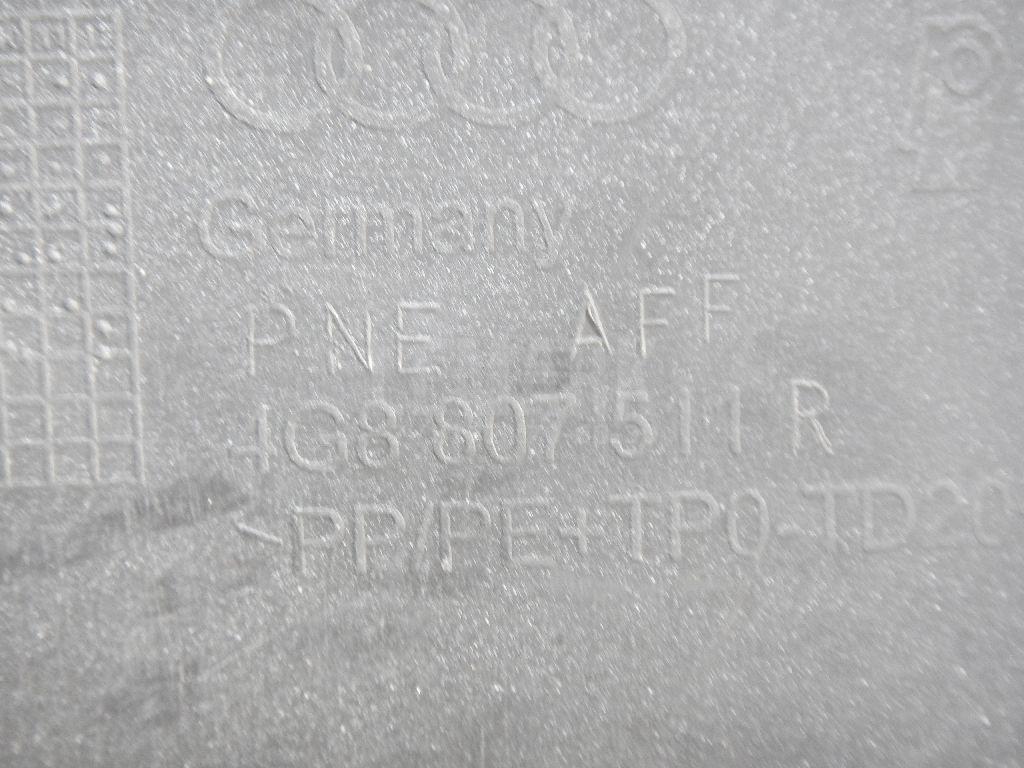 Germany
PNE AFF
4G8 807 511 R
>PP/PE+TPO-TD20